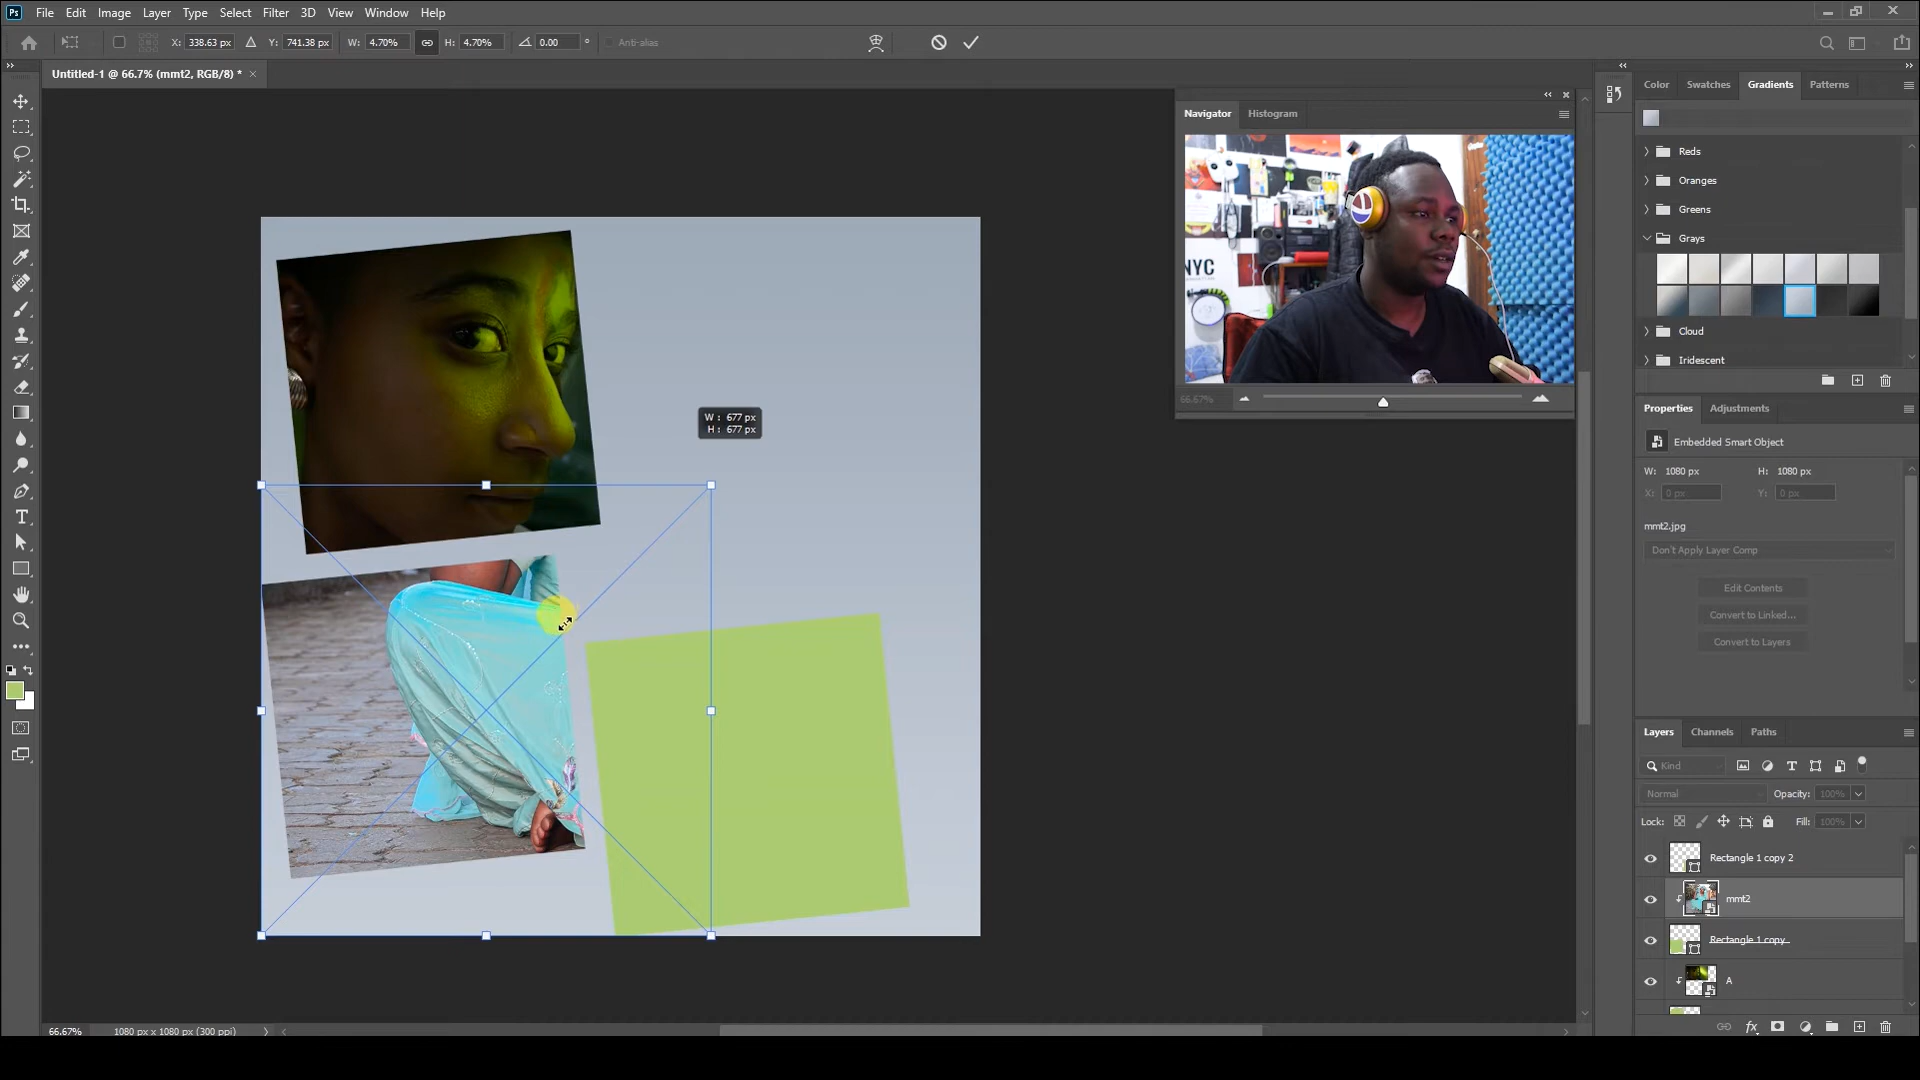 Ps File Edit Image Layer Type Select Filter 3D View Window Help
X: 338.63 px Y: 741.38 px W: 4.70% H: 4.70% 0.00 ° Anti-alias
Untitled-1 @ 66.7% (mmt2, RGB/8) *
Color Swatches Gradients Patterns
Navigator Histogram
Reds
Oranges
Greens
Grays
NYC
Cloud
Iridescent
66.67%
W : 677 px
H : 677 px
Properties Adjustments
Embedded Smart Object
W: 1080 px H: 1080 px
X: 0 px Y: 0 px
mmt2.jpg
Don't Apply Layer Comp
Edit Contents
Convert to Linked...
Convert to Layers
Layers Channels Paths
Kind
Normal Opacity: 100%
Lock: Fill: 100%
Rectangle 1 copy 2
mmt2
Rectangle 1 copy
A
66.67% 1080 px x 1080 px (300 ppi)